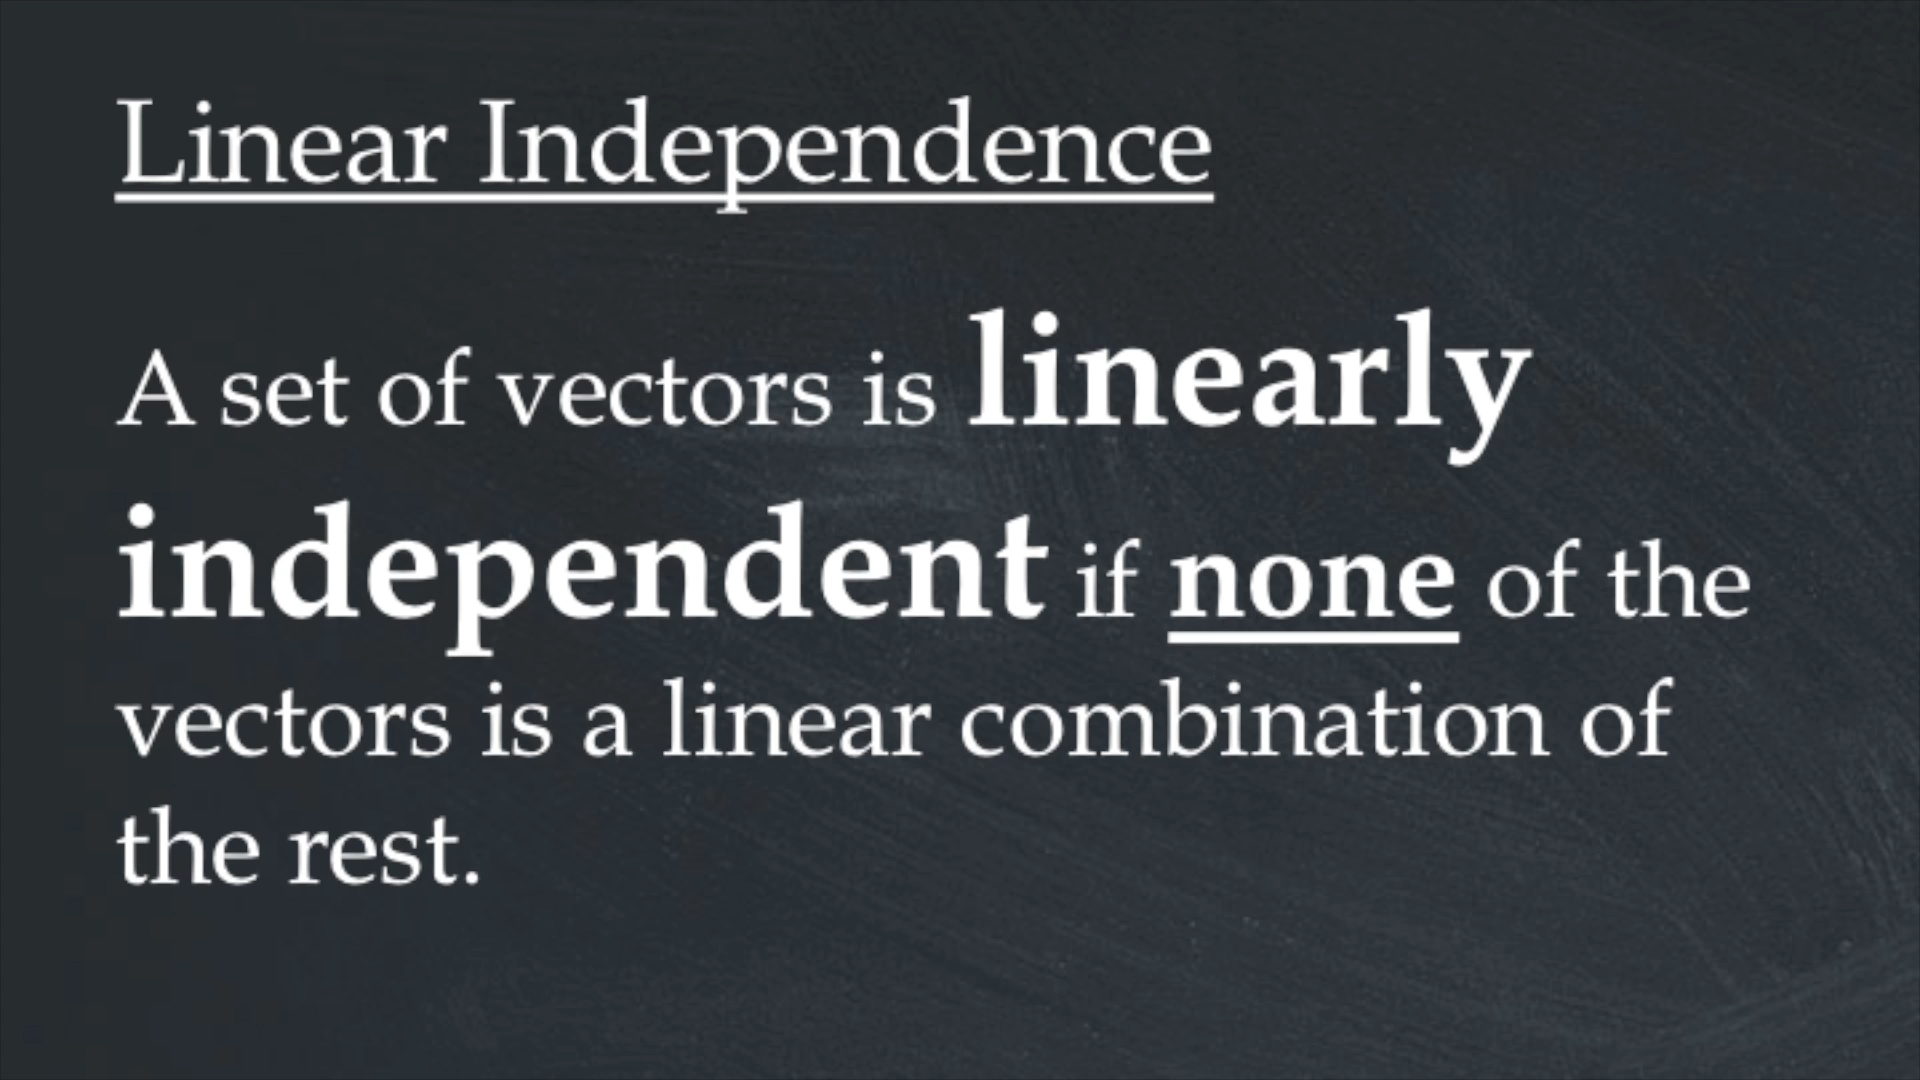 Linear Independence
A set of vectors is linearly
independent if none of the
vectors is a linear combination of
the rest.